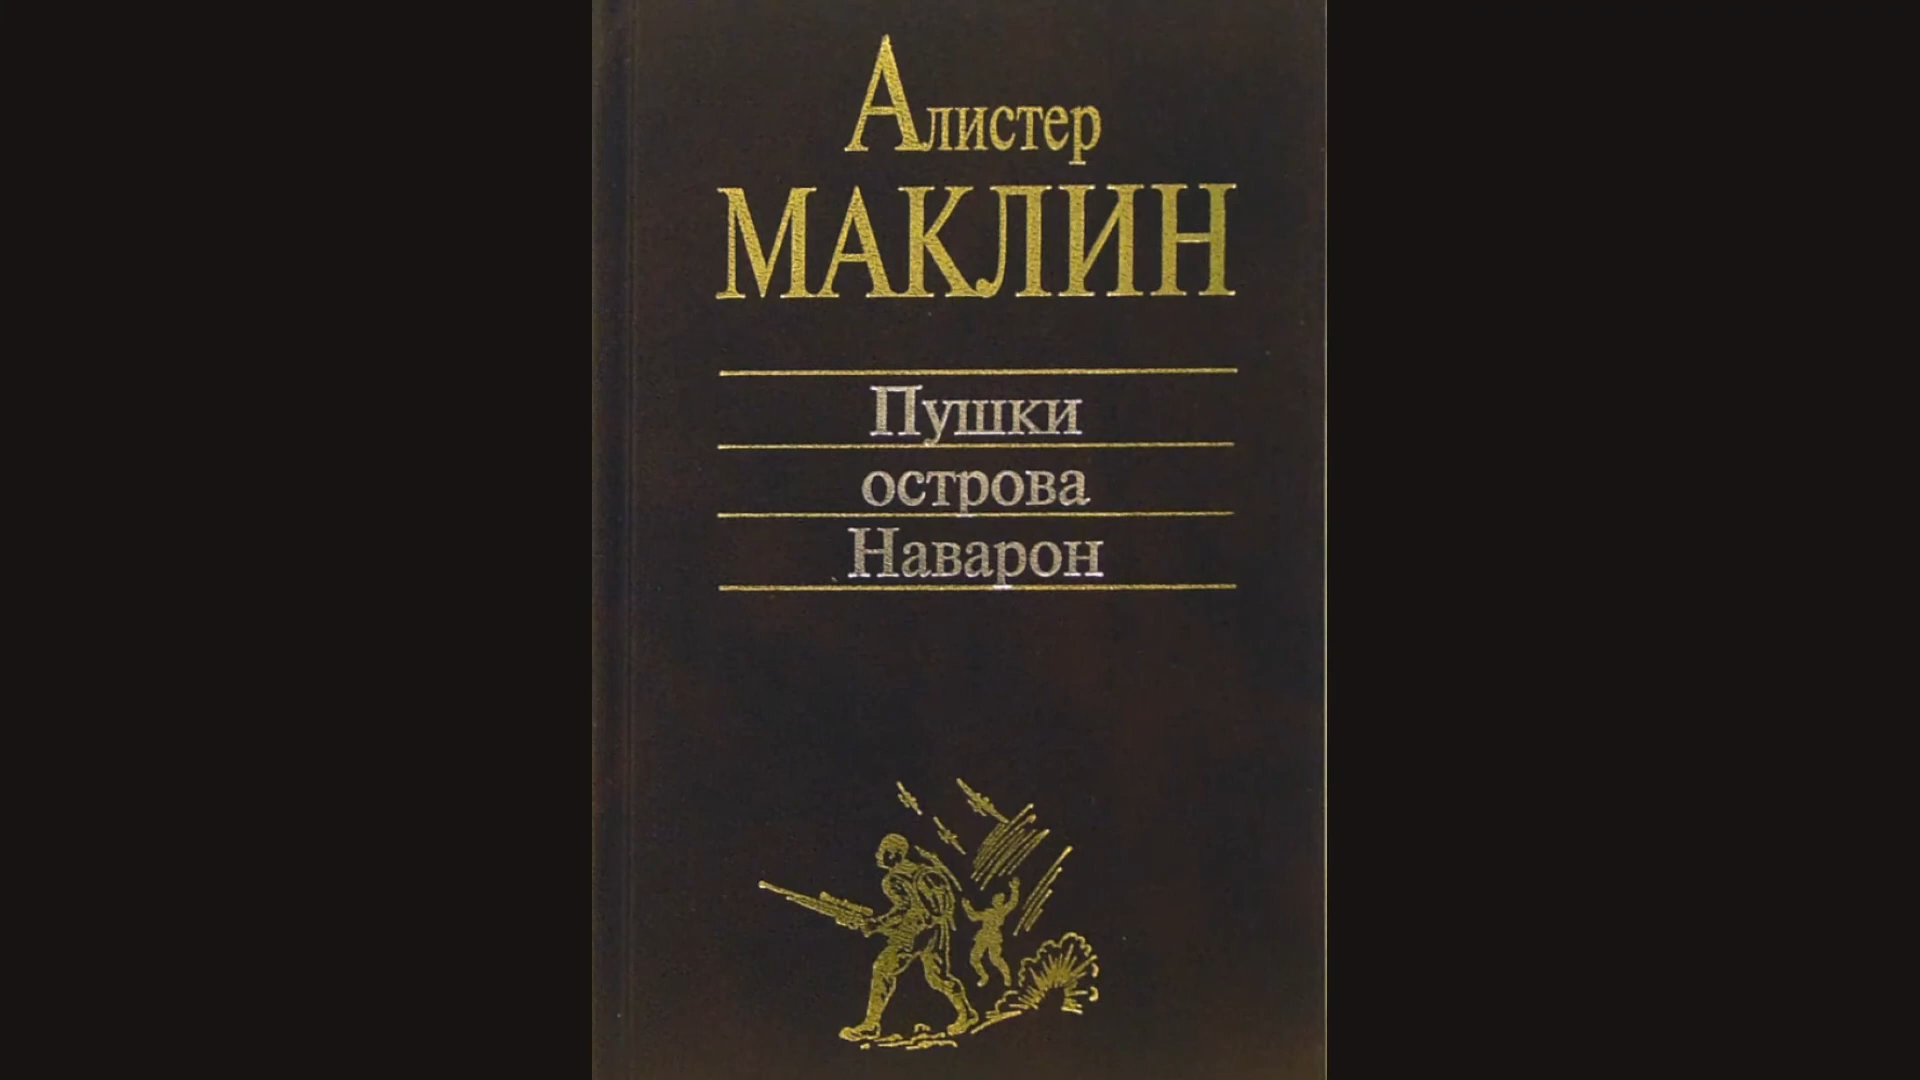 Алистер
МАКЛИН
Пушки
острова
Наварон